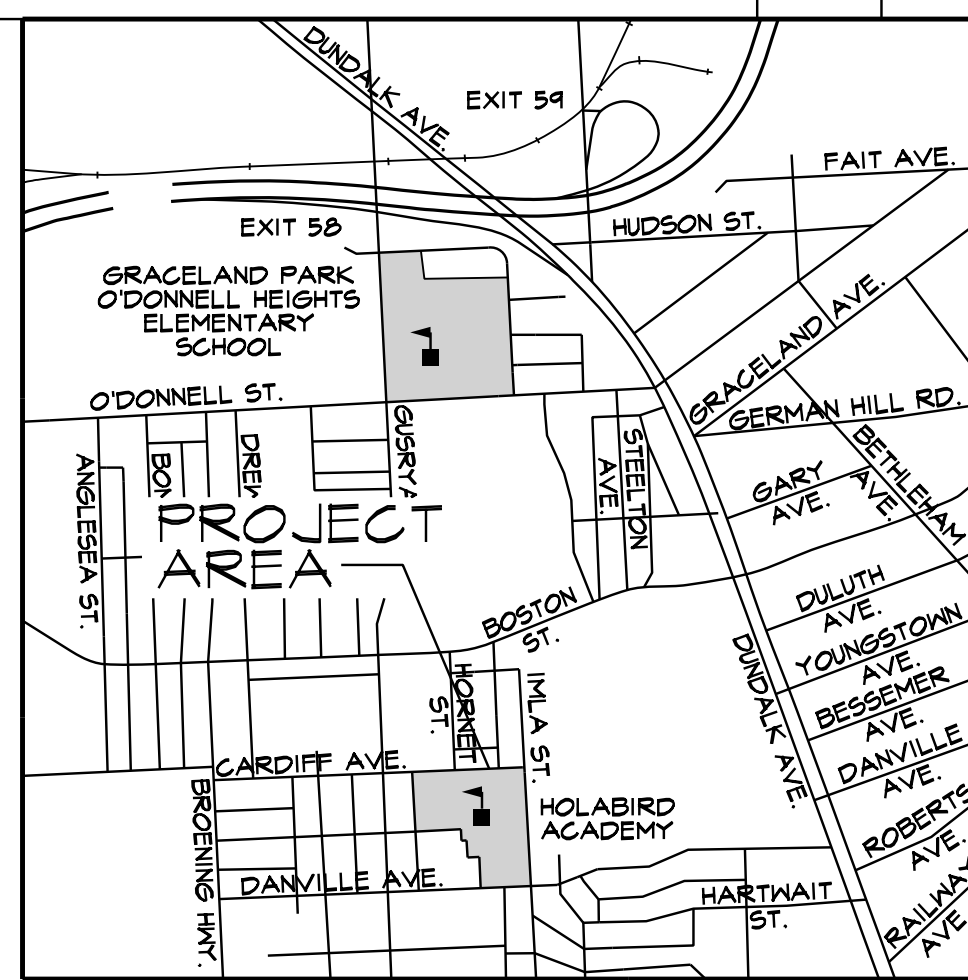 DUNDALK AVE.
EXIT 59
FAIT AVE.
EXIT 58
HUDSON ST.
GRACELAND PARK
O'DONNELL HEIGHTS
ELEMENTARY
SCHOOL
GRACELAND AVE.
O'DONNELL ST.
GERMAN HILL RD.
ANGLESEA ST.
GUSRYA
STEELTON
AVE.
BETHLEHAM
AVE.
GARY
AVE.
PROJECT
AREA
BOSTON
ST.
DULUTH
AVE.
YOUNGSTOWN
AVE.
DUNDALK AVE.
HORNET
ST.
IMLA ST.
BESSEMER
AVE.
DANVILLE
AVE.
CARDIFF AVE.
BROENING HWY.
HOLABIRD
ACADEMY
ROBERTS
AVE.
DANVILLE AVE.
HARTWAIT
ST.
RAILWAY
AVE